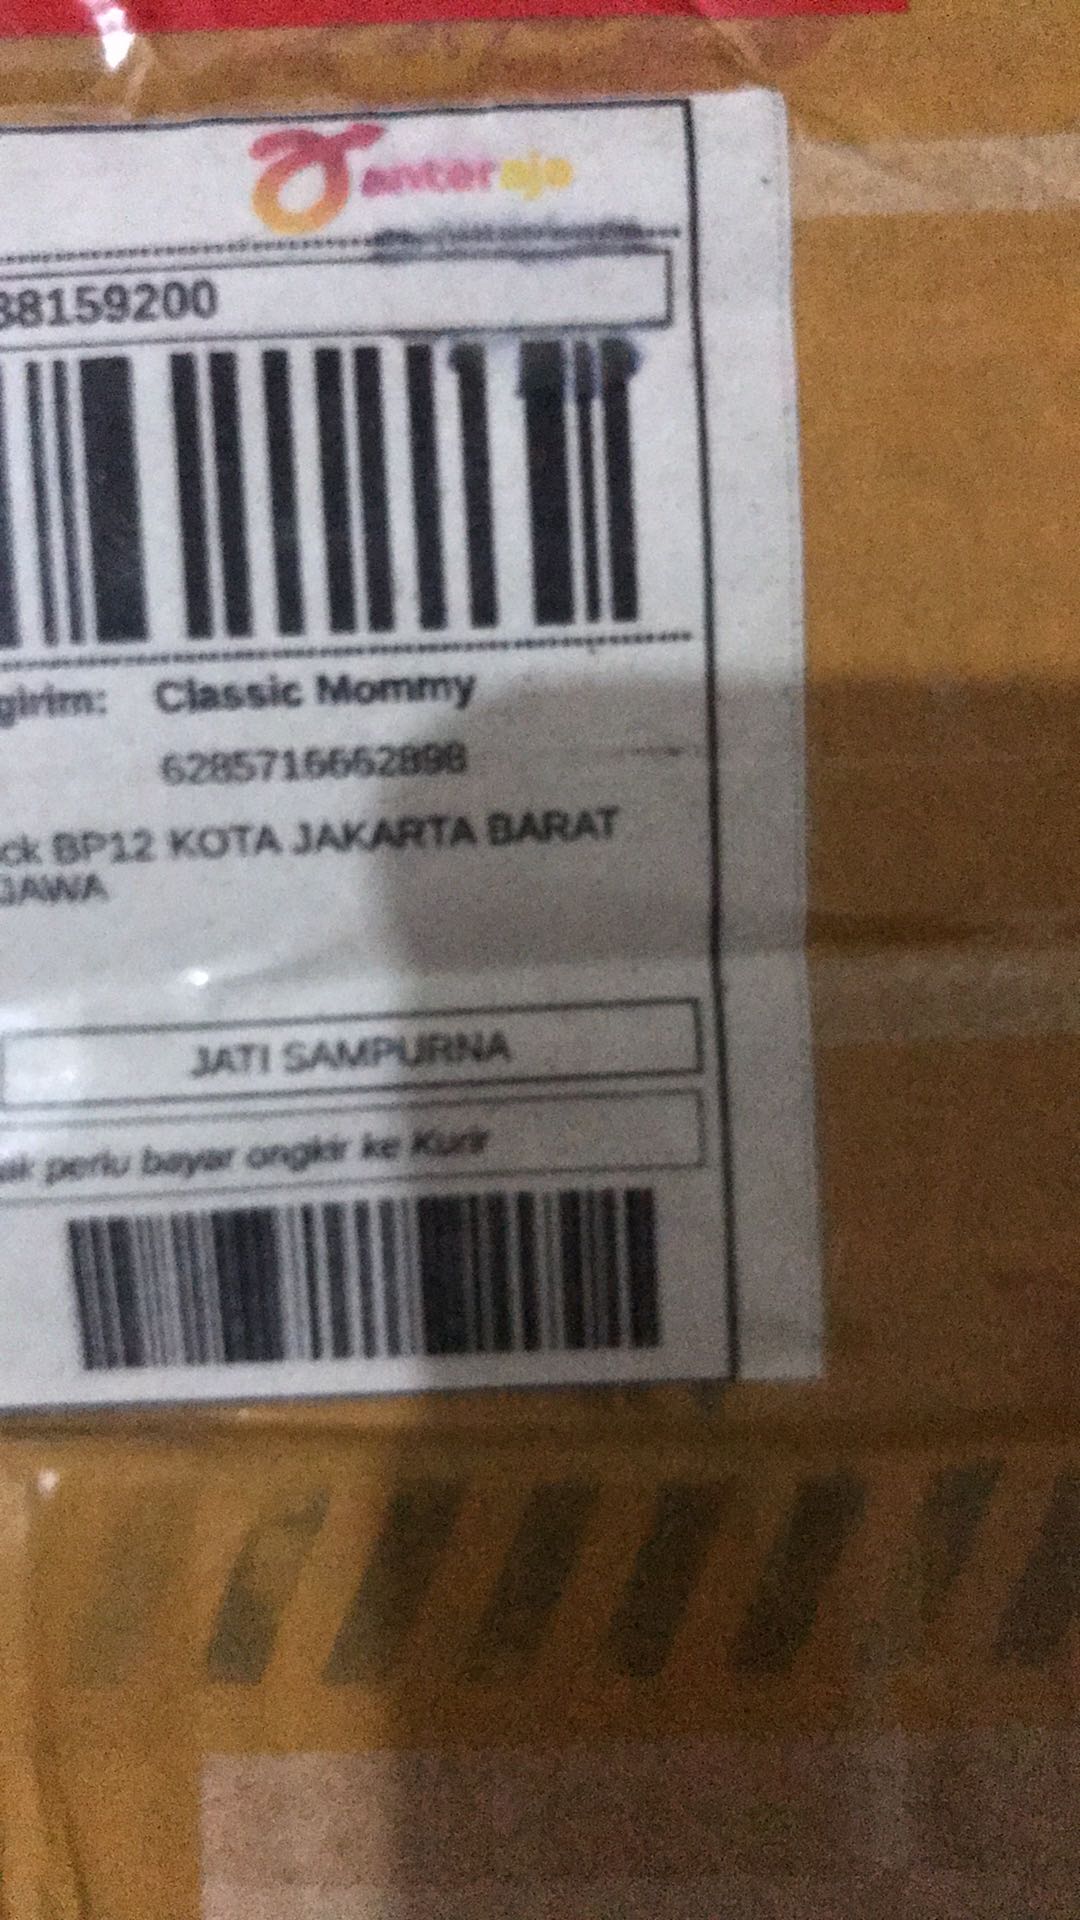 anteraja
88159200
girim: Classic Mommy
6285716662898
ck BP12 KOTA JAKARTA BARAT
JAWA
JATI SAMPURNA
ak perlu bayar ongkir ke Kurir